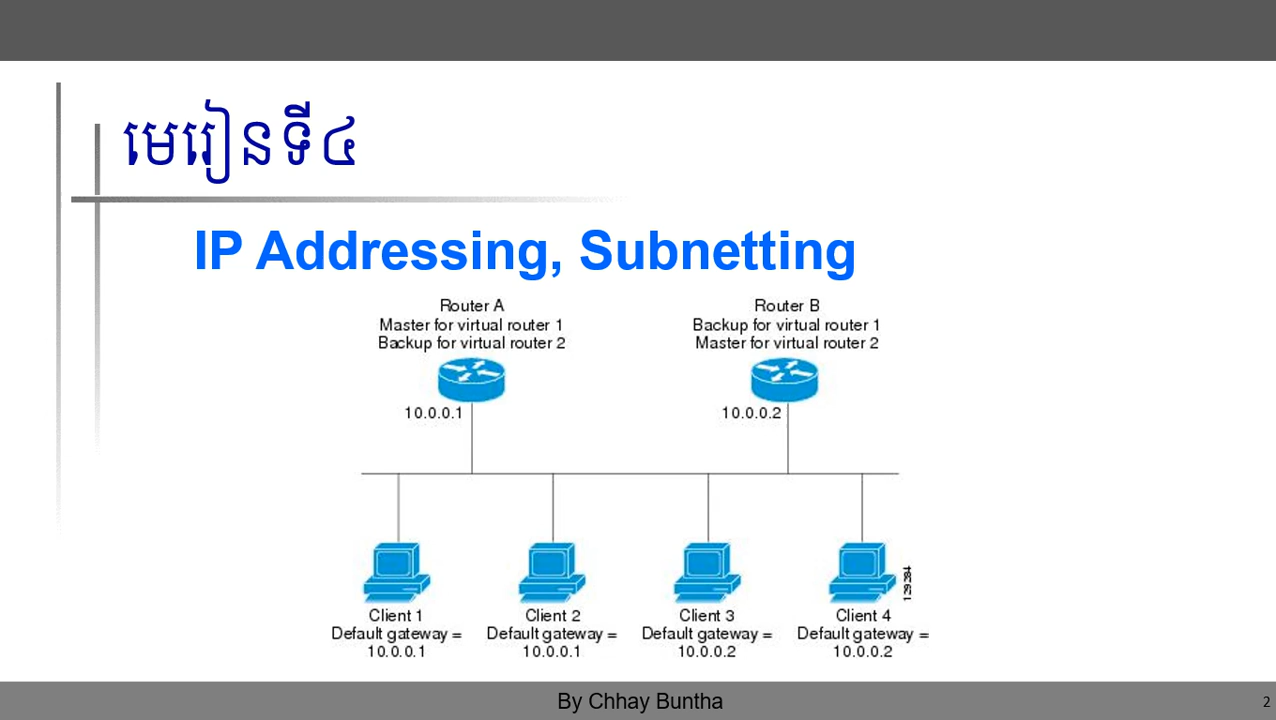 មេរៀនទី៤
IP Addressing, Subnetting
Router A
Master for virtual router 1
Backup for virtual router 2
Router B
Backup for virtual router 1
Master for virtual router 2
10.0.0.1
10.0.0.2
Client 1
Default gateway =
10.0.0.1
Client 2
Default gateway =
10.0.0.1
Client 3
Default gateway =
10.0.0.2
Client 4
Default gateway =
10.0.0.2
129284
By Chhay Buntha
2